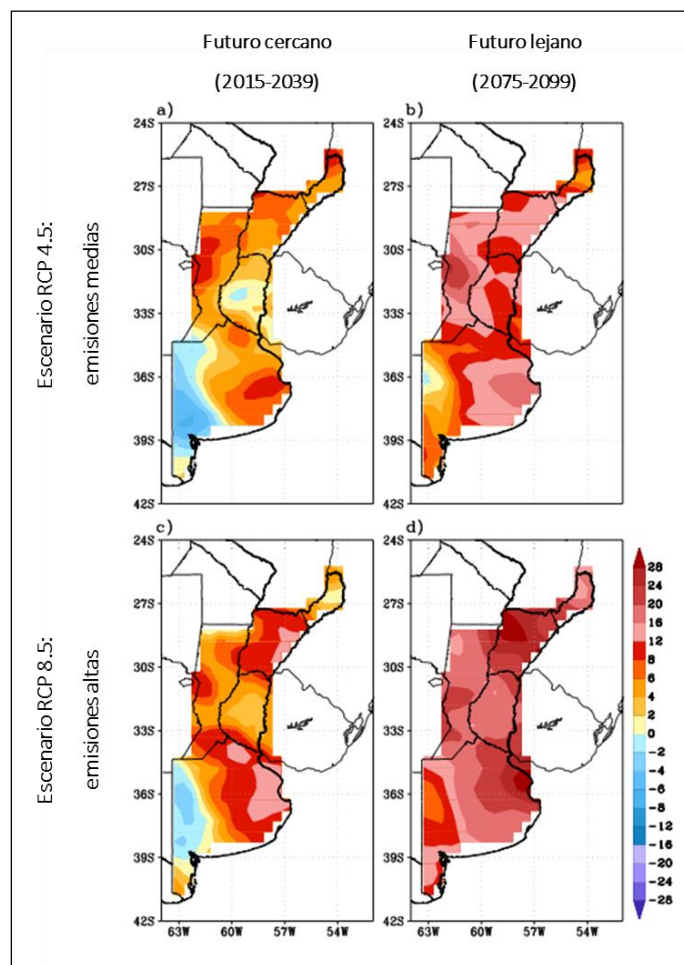 Futuro cercano
(2015-2039)
Futuro lejano
(2075-2099)
Escenario RCP 4.5:
emisiones medias
a)
24S
27S
30S
33S
36S
39S
42S
b)
24S
27S
30S
33S
36S
39S
42S
Escenario RCP 8.5:
emisiones altas
c)
24S
27S
30S
33S
36S
39S
42S
63W 60W 57W 54W
d)
24S
27S
30S
33S
36S
39S
42S
63W 60W 57W 54W
28
24
20
16
12
8
6
4
2
0
-2
-4
-6
-8
-12
-16
-20
-24
-28